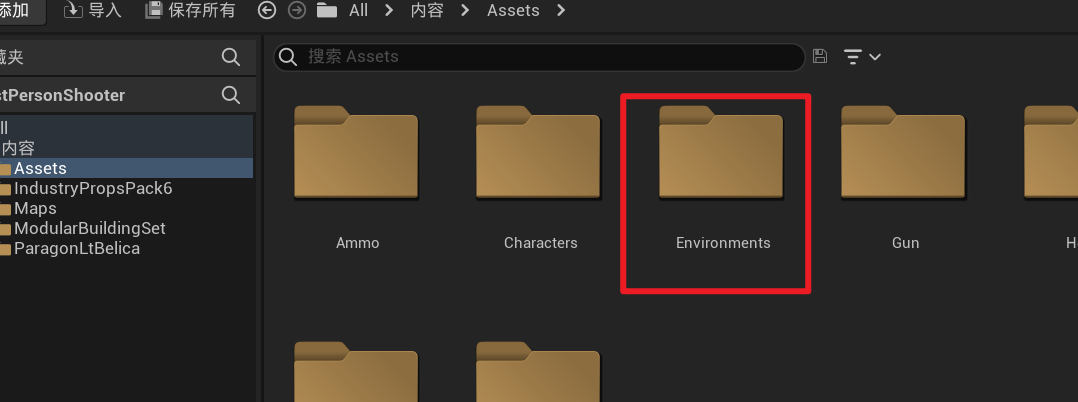 添加 导入 保存所有 All 内容 Assets
藏夹
搜索 Assets
stPersonShooter
ll
内容
Assets
IndustryPropsPack6
Maps
ModularBuildingSet
ParagonLtBelica
Ammo Characters Environments Gun H